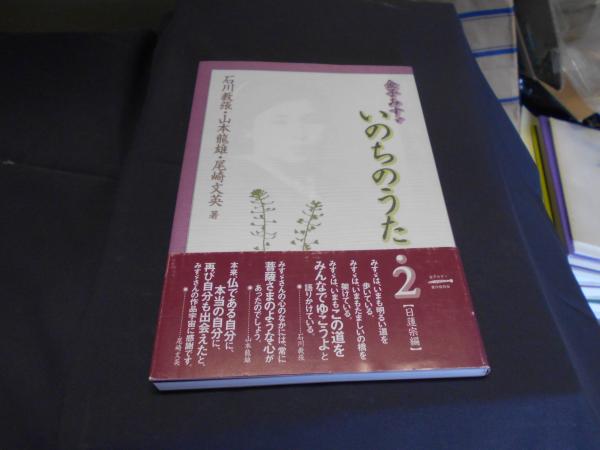 金子みすゞ
いのちのうた・2
【日蓮宗編】
石川教張・山本龍雄・尾崎文英 著
みすゞは、いまも明るい道を
歩いている。
みすゞは、いまもたましいの橋を
架けている。
みすゞは、いまもこの道を
みんなでゆこうよと
語りかけている。
石川教張
みすゞさんの心のなかには、常に
菩薩さまのような心が
あったのでしょう。
山本龍雄
本来、仏である自分に、
本当の自分に、
再び自分も出会えたと、
みすゞさんの作品宇宙に感謝です。
尾崎文英